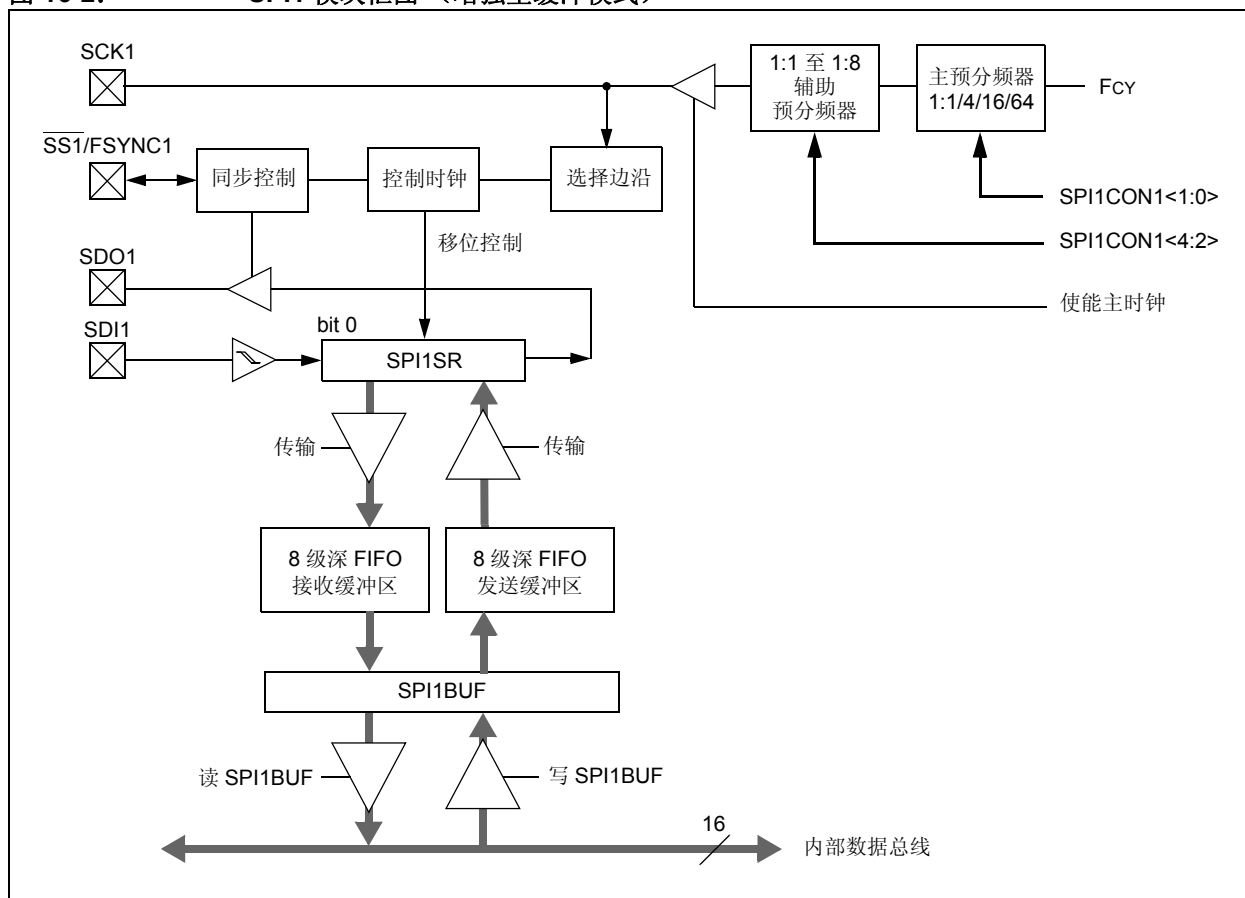 SCK1
1:1 至 1:8
辅助
预分频器
主预分频器
1:1/4/16/64
FCY
SS1/FSYNC1
同步控制
控制时钟
选择边沿
SPI1CON1<1:0>
移位控制
SPI1CON1<4:2>
SDO1
使能主时钟
SDI1
bit 0
SPI1SR
传输
传输
8 级深 FIFO
接收缓冲区
8 级深 FIFO
发送缓冲区
SPI1BUF
读 SPI1BUF
写 SPI1BUF
16
内部数据总线